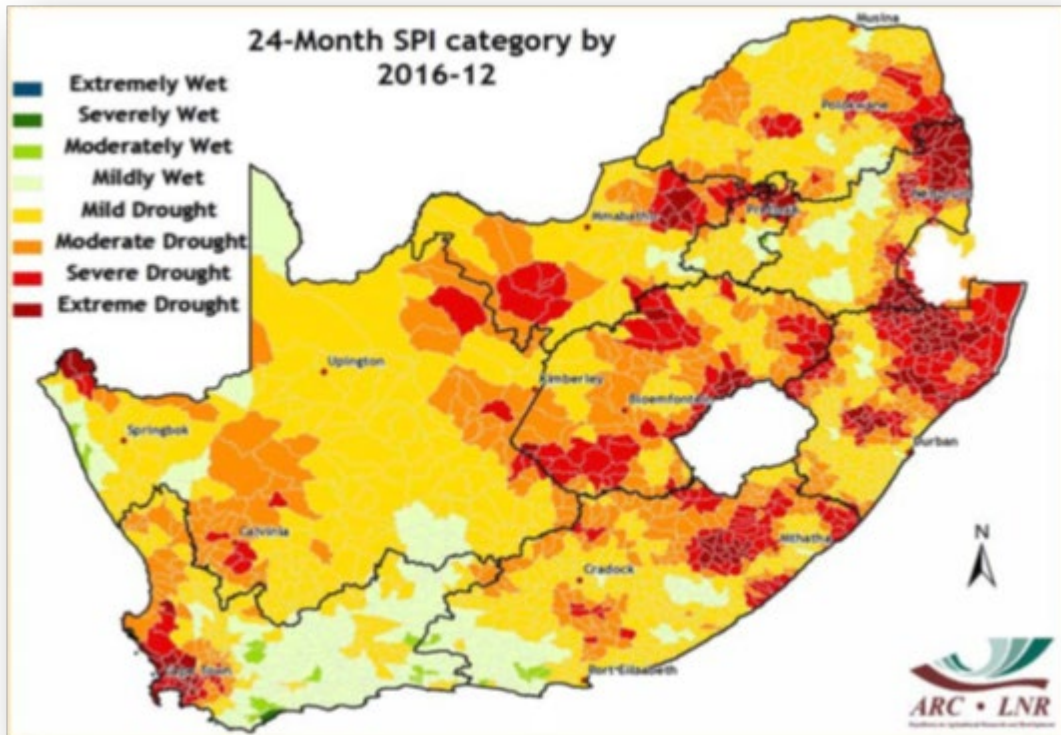 24-Month SPI category by
2016-12
Extremely Wet
Severely Wet
Moderately Wet
Mildly Wet
Mild Drought
Moderate Drought
Severe Drought
Extreme Drought
Musina
Polokwane
Mmabatho
Pretoria
Upington
Kimberley
Bloemfontein
Springbok
Durban
Calvinia
Mthatha
N
Cradock
Cape Town
Port Elizabeth
ARC • LNR